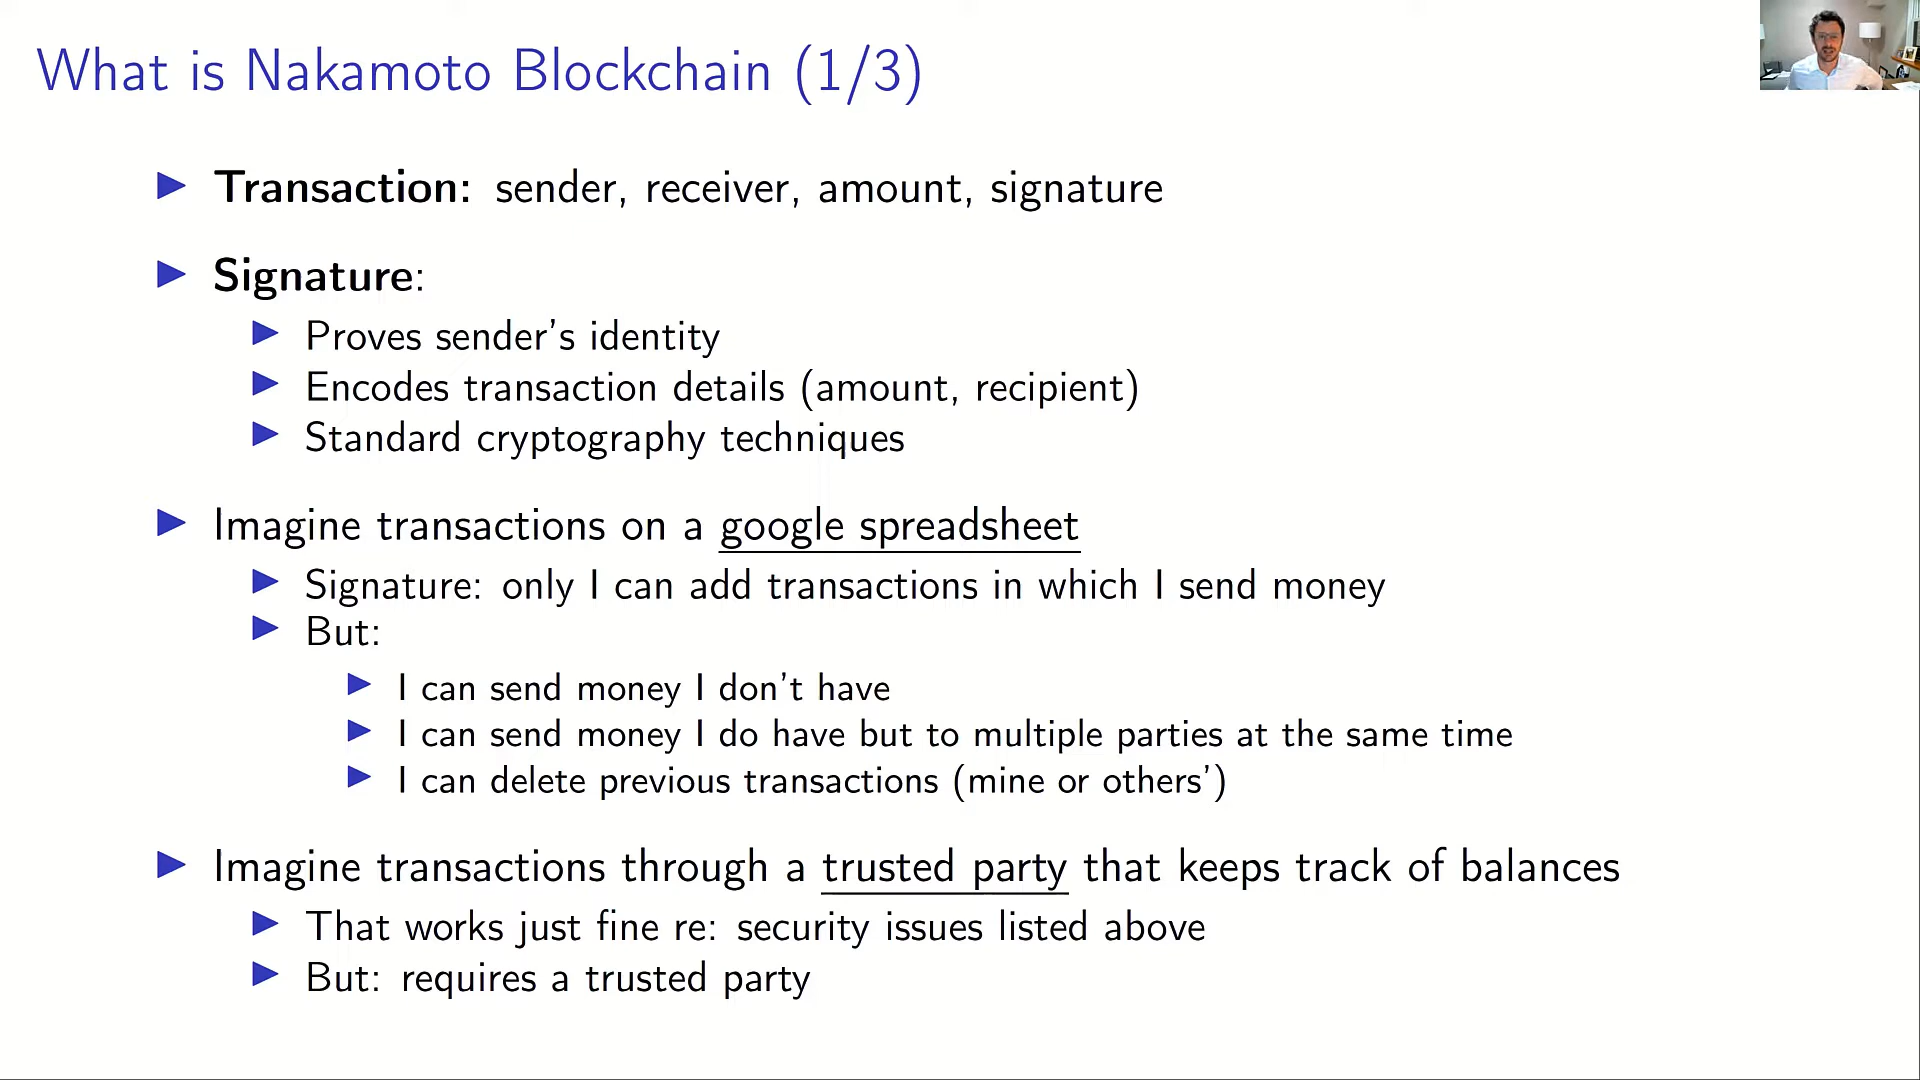 What is Nakamoto Blockchain (1/3)
Transaction: sender, receiver, amount, signature
Signature:
Proves sender's identity
Encodes transaction details (amount, recipient)
Standard cryptography techniques
Imagine transactions on a google spreadsheet
Signature: only I can add transactions in which I send money
But:
I can send money I don't have
I can send money I do have but to multiple parties at the same time
I can delete previous transactions (mine or others')
Imagine transactions through a trusted party that keeps track of balances
That works just fine re: security issues listed above
But: requires a trusted party